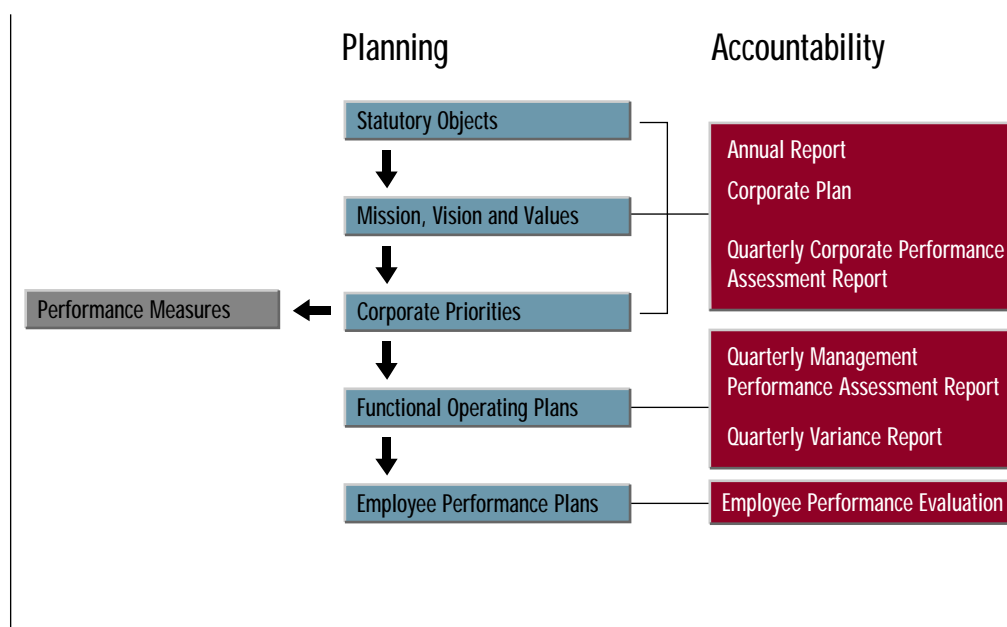 Planning
Accountability
Statutory Objects
Annual Report
Corporate Plan
Mission, Vision and Values
Quarterly Corporate Performance
Assessment Report
Performance Measures
Corporate Priorities
Quarterly Management
Performance Assessment Report
Functional Operating Plans
Quarterly Variance Report
Employee Performance Plans
Employee Performance Evaluation